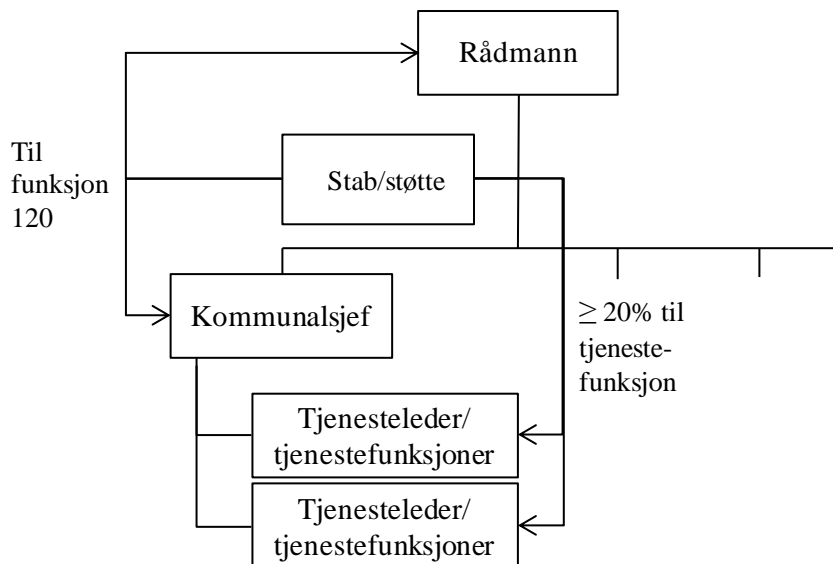 Rådmann
Til
funksjon
120
Stab/støtte
Kommunalsjef
≥ 20% til
tjeneste-
funksjon
Tjenesteleder/
tjenestefunksjoner
Tjenesteleder/
tjenestefunksjoner